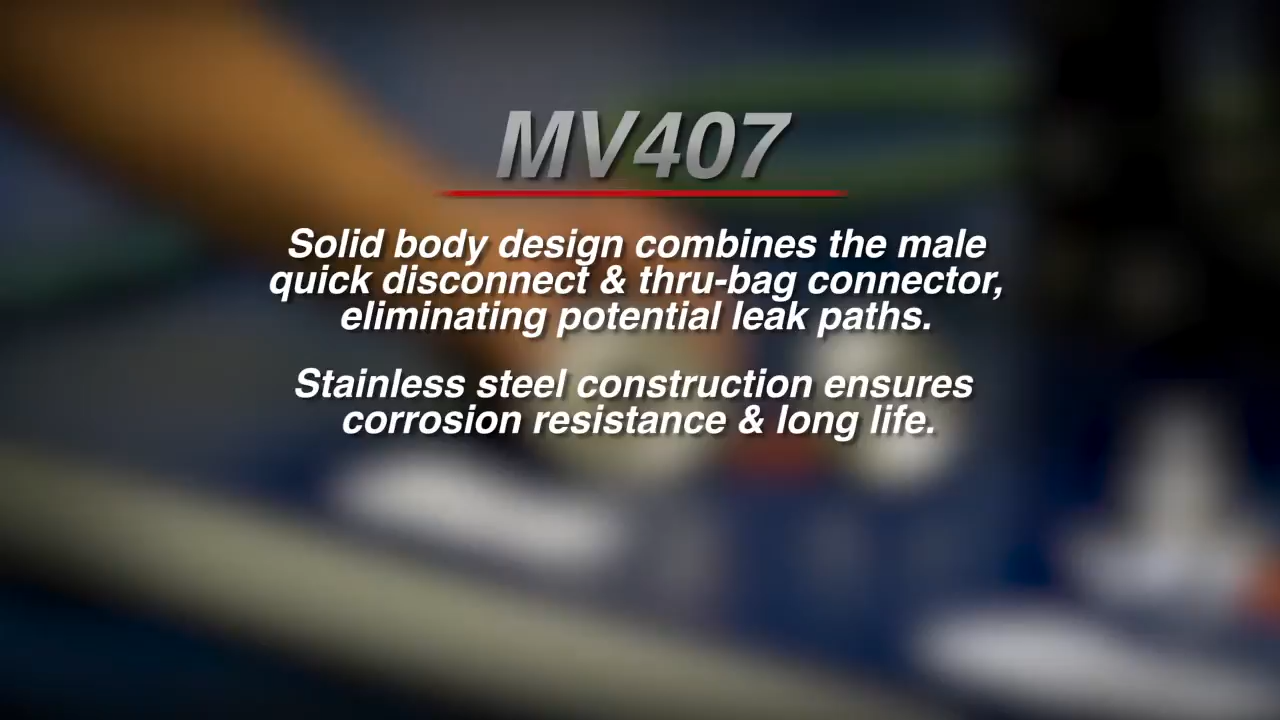 MV407
Solid body design combines the male
quick disconnect & thru-bag connector,
eliminating potential leak paths.
Stainless steel construction ensures
corrosion resistance & long life.